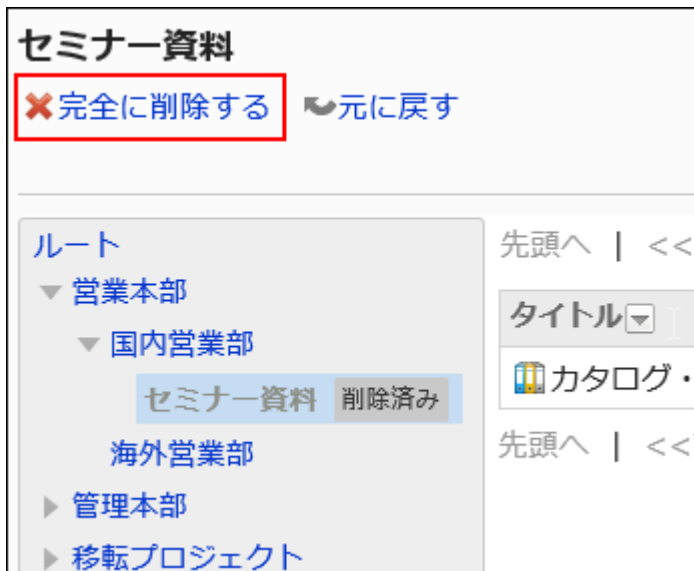 セミナー資料
完全に削除する 元に戻す
ルート
営業本部
国内営業部
セミナー資料 削除済み
海外営業部
管理本部
移転プロジェクト
先頭へ | <<
タイトル
カタログ・
先頭へ | <<